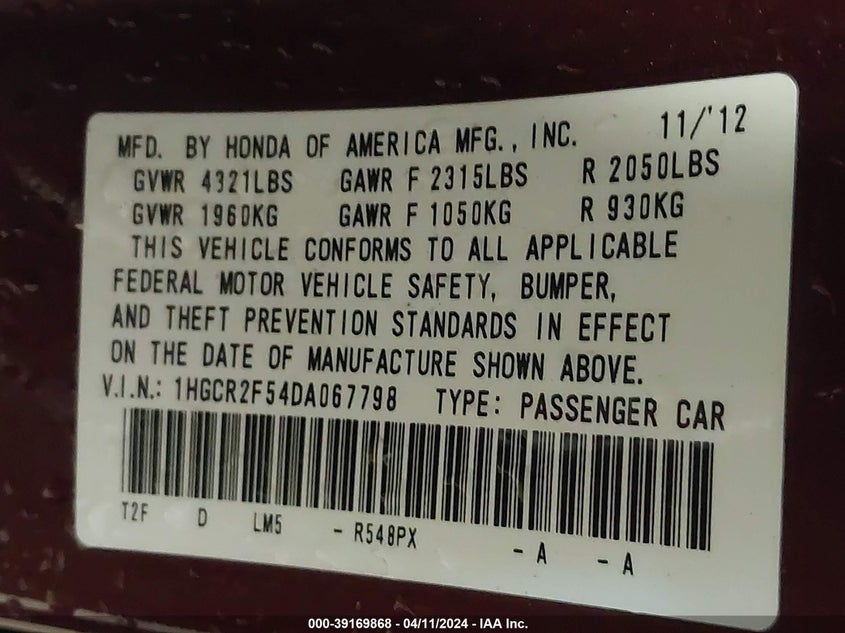 MFD. BY HONDA OF AMERICA MFG., INC. 11/'12
GVWR 4321LBS GAWR F 2315LBS R 2050LBS
GVWR 1960KG GAWR F 1050KG R 930KG
THIS VEHICLE CONFORMS TO ALL APPLICABLE
FEDERAL MOTOR VEHICLE SAFETY, BUMPER,
AND THEFT PREVENTION STANDARDS IN EFFECT
ON THE DATE OF MANUFACTURE SHOWN ABOVE.
V.I.N.: 1HGCR2F54DA067798 TYPE: PASSENGER CAR
T2F D LM5 - R548PX - A - A
000-39169868 - 04/11/2024 - IAA Inc.